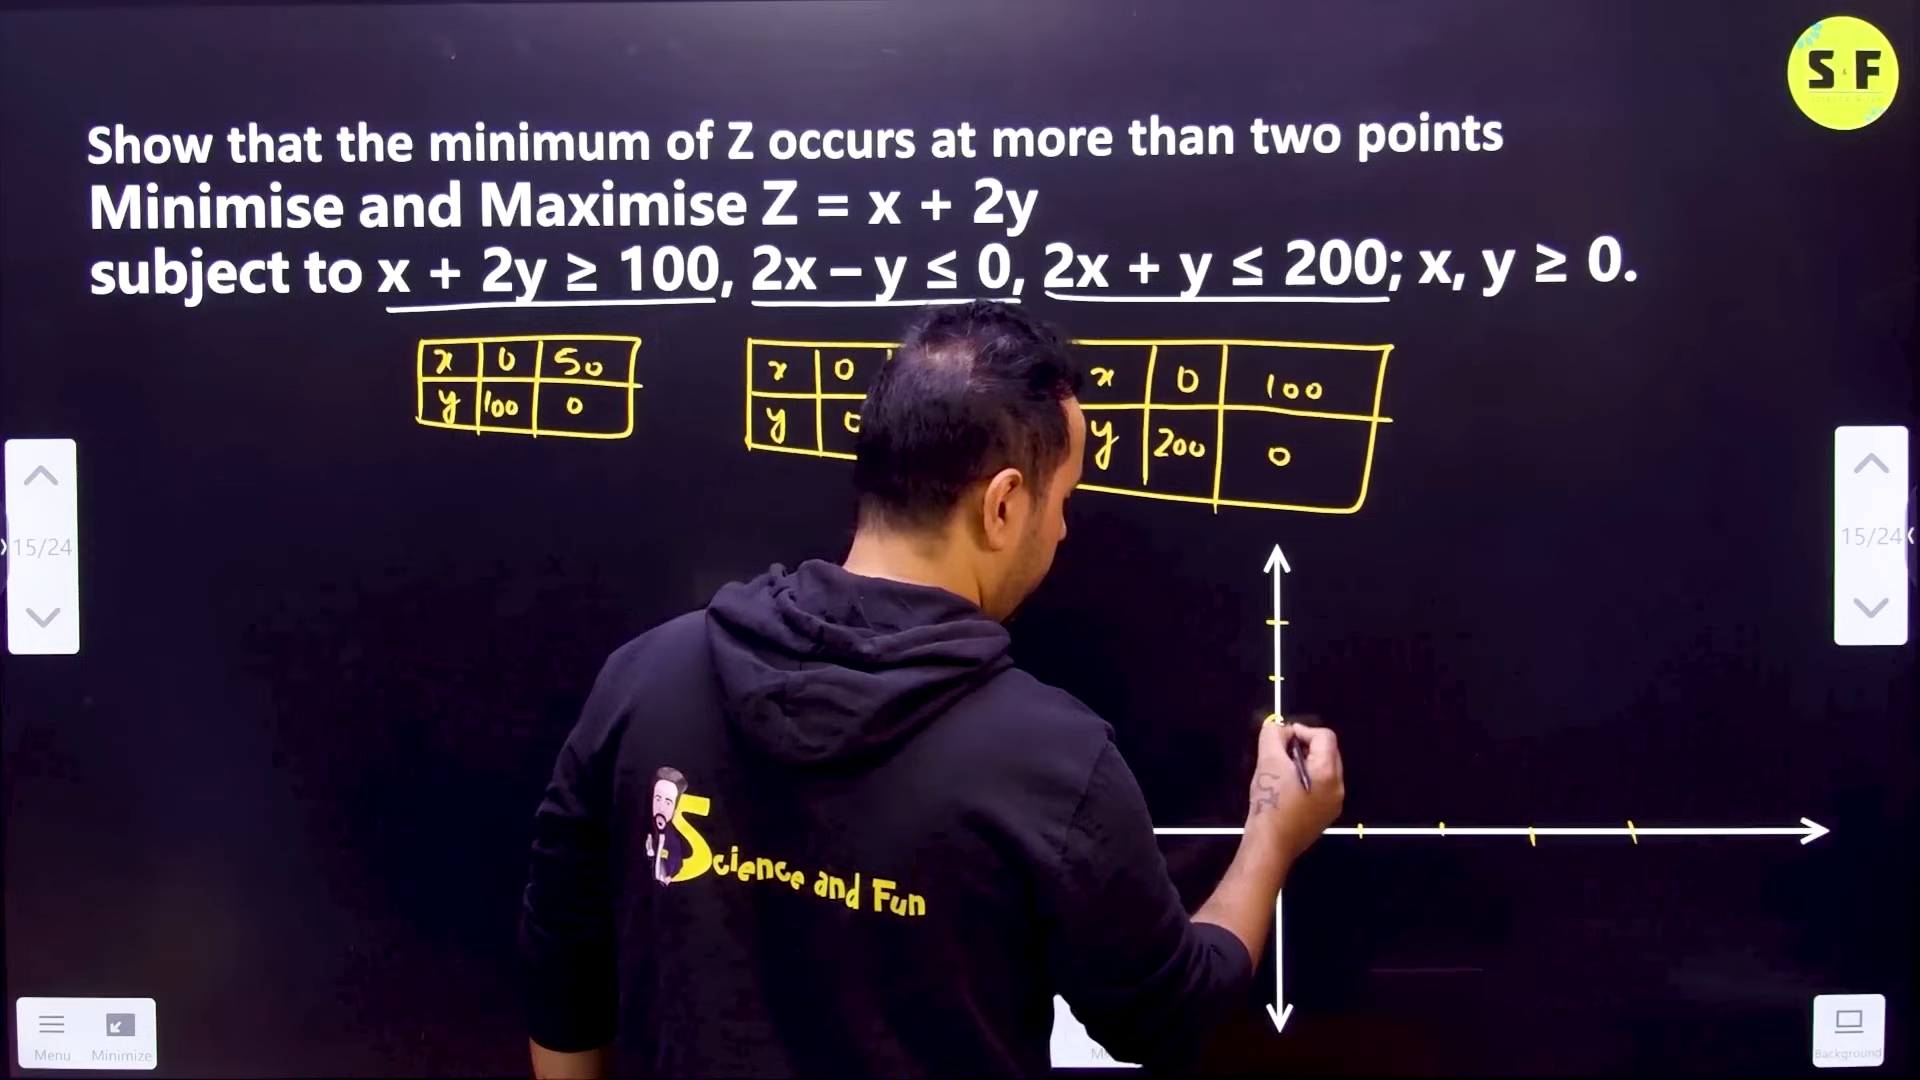 S & F
Show that the minimum of Z occurs at more than two points
Minimise and Maximise Z = x + 2y
subject to x + 2y ≥ 100, 2x – y ≤ 0, 2x + y ≤ 200; x, y ≥ 0.
x 0 50
y 100 0
x 0
y 0
x 0 100
y 200 0
15/24
15/24
Science and Fun
Menu Minimize
Background